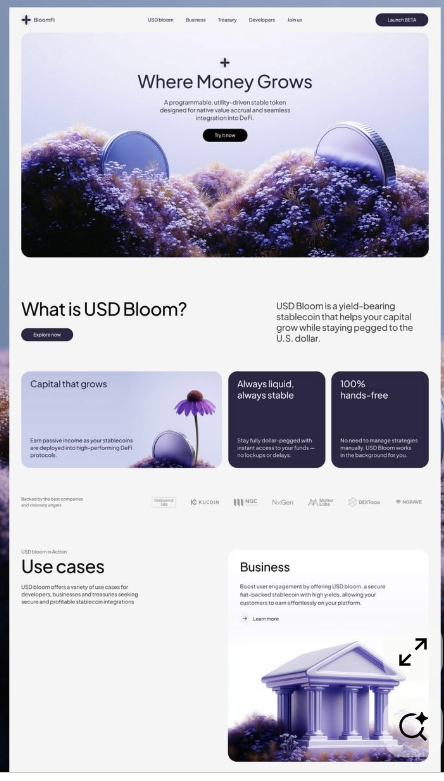 BloomFi
USDbloom Business Treasury Developers Join us
Launch BETA
Where Money Grows
A programmable, utility-driven stable token
designed for native value accrual and seamless
integration into DeFi.
Try it now
What is USD Bloom?
Explore now
USD Bloom is a yield-bearing
stablecoin that helps your capital
grow while staying pegged to the
U.S. dollar.
Capital that grows
Earn passive income as your stablecoins
are deployed into high-performing DeFi
protocols.
Always liquid,
always stable
Stay fully dollar-pegged with
instant access to your funds —
no lockups or delays.
100%
hands-free
No need to manage strategies
manually. USD Bloom works
in the background for you.
Backed by the best companies
and visionary angels.
KUCOIN NGC NxGen Matter Labs DEXTools NGRAVE
USD bloom in Action
Use cases
USD bloom offers a variety of use cases for
developers, businesses and treasuries seeking
secure and profitable stablecoin integrations
Business
Boost user engagement by offering USD bloom, a secure
fiat-backed stablecoin with high yields, allowing your
customers to earn effortlessly on your platform.
Learn more